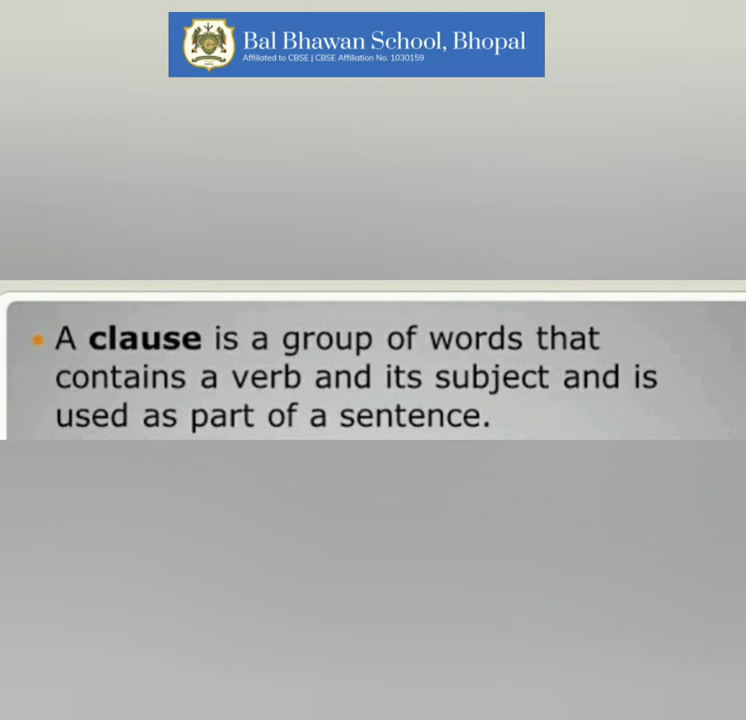 Bal Bhawan School, Bhopal
Affiliated to CBSE | CBSE Affiliation No. 1030159
• A clause is a group of words that
contains a verb and its subject and is
used as part of a sentence.